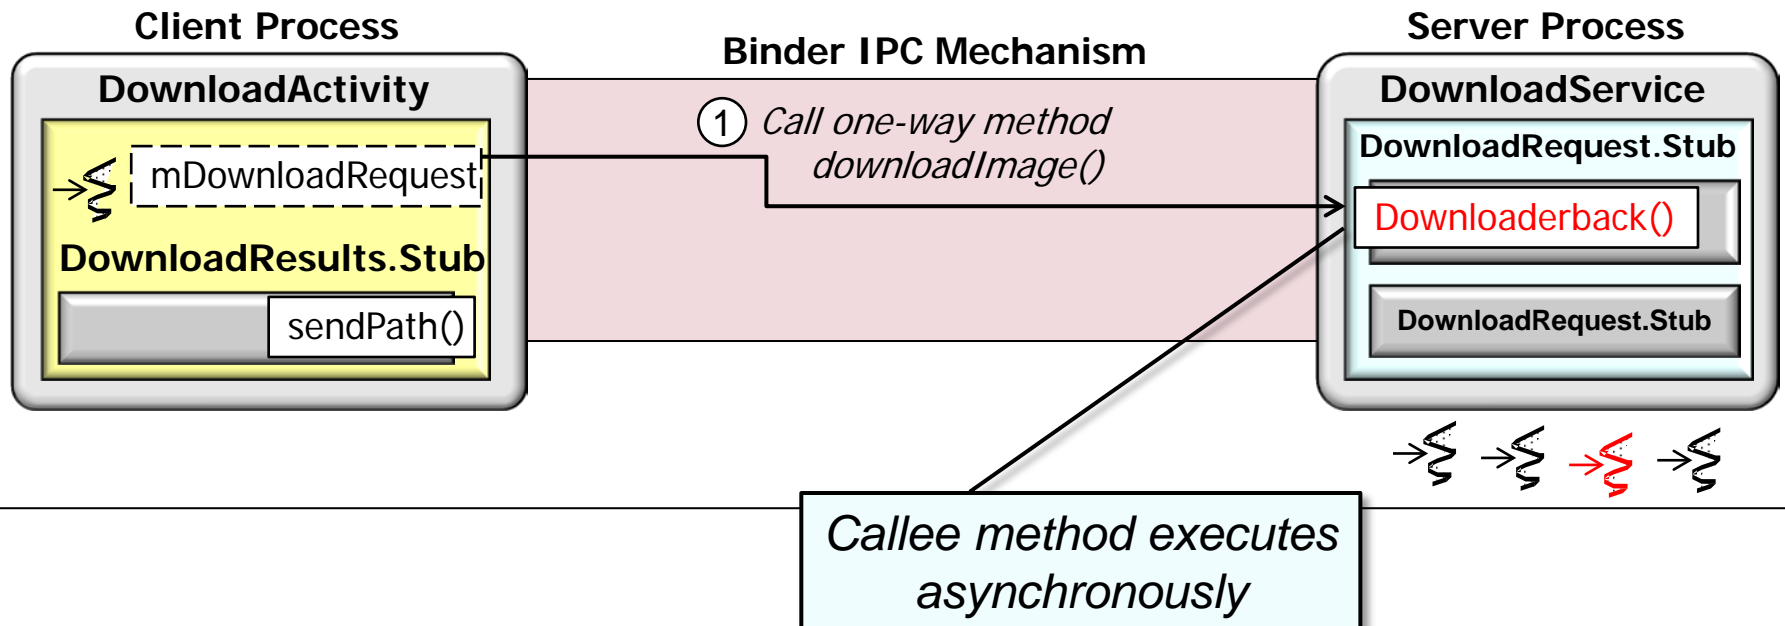 Client Process
Binder IPC Mechanism
Server Process
DownloadActivity
mDownloadRequest
DownloadResults.Stub
sendPath()
1 Call one-way method
downloadImage()
DownloadService
DownloadRequest.Stub
Downloaderback()
DownloadRequest.Stub
Callee method executes
asynchronously